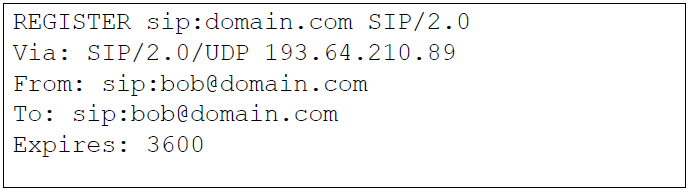 REGISTER sip:domain.com SIP/2.0
Via: SIP/2.0/UDP 193.64.210.89
From: sip:bob@domain.com
To: sip:bob@domain.com
Expires: 3600